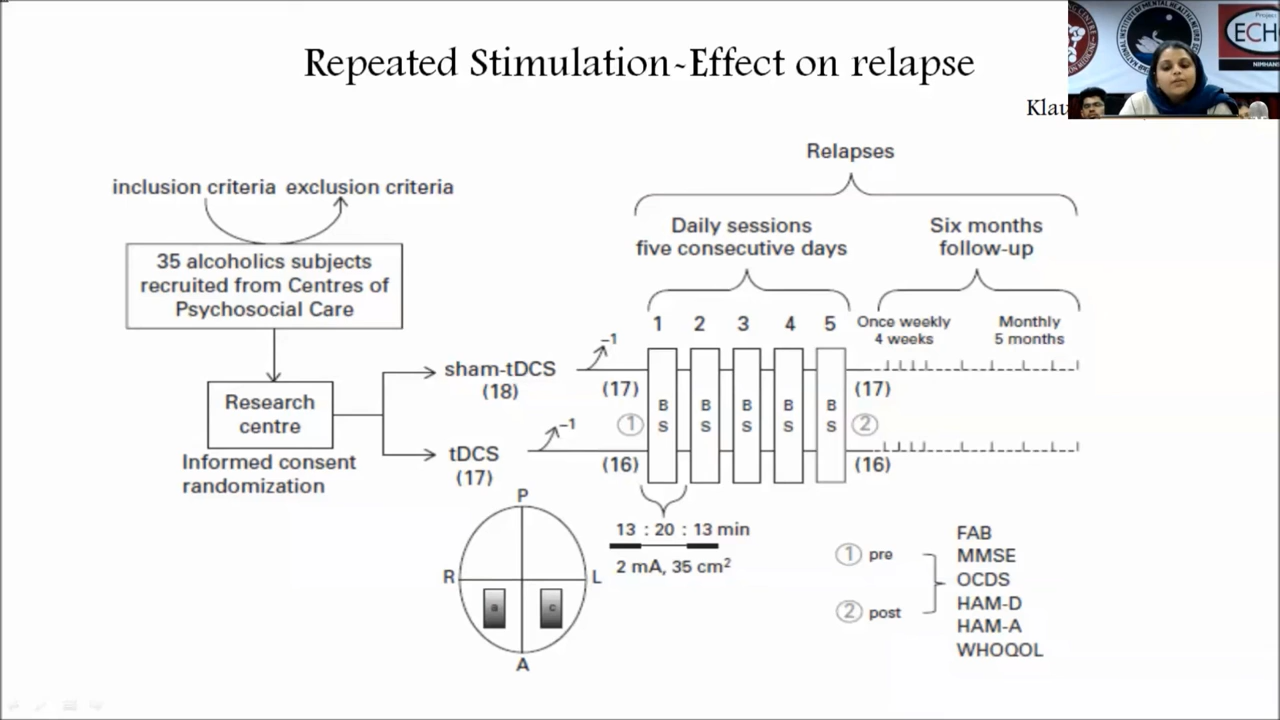 Repeated Stimulation-Effect on relapse
Relapses
inclusion criteria exclusion criteria
35 alcoholics subjects
recruited from Centres of
Psychosocial Care
Daily sessions
five consecutive days
Six months
follow-up
1 2 3 4 5
Once weekly
4 weeks
Monthly
5 months
sham-tDCS
(18)
-1
(17)
(17)
Research
centre
Informed consent
randomization
B B B B B
S S S S S
1
2
tDCS
(17)
-1
(16)
(16)
P
R
L
a
c
A
13 : 20 : 13 min
2 mA, 35 cm²
1 pre
2 post
FAB
MMSE
OCDS
HAM-D
HAM-A
WHOQOL